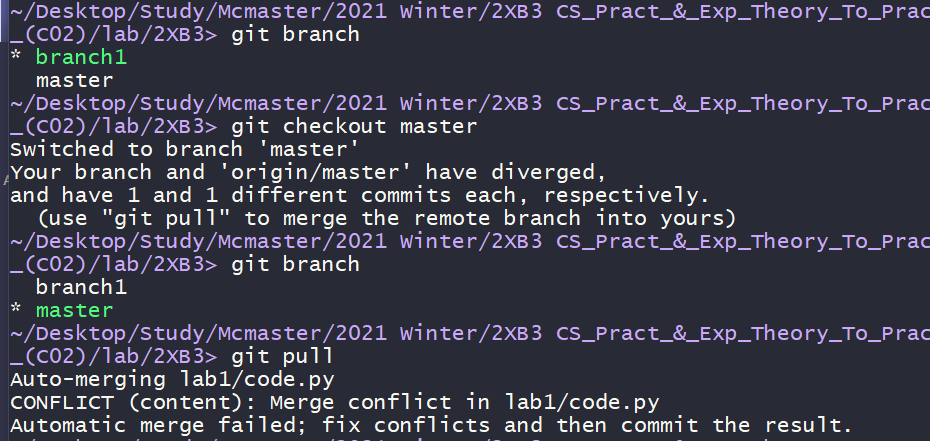 ~/Desktop/Study/Mcmaster/2021 Winter/2XB3 CS_Pract_&_Exp_Theory_To_Prac
_(C02)/lab/2XB3> git branch
* branch1
master
~/Desktop/Study/Mcmaster/2021 Winter/2XB3 CS_Pract_&_Exp_Theory_To_Prac
_(C02)/lab/2XB3> git checkout master
Switched to branch 'master'
Your branch and 'origin/master' have diverged,
and have 1 and 1 different commits each, respectively.
(use "git pull" to merge the remote branch into yours)
~/Desktop/Study/Mcmaster/2021 Winter/2XB3 CS_Pract_&_Exp_Theory_To_Prac
_(C02)/lab/2XB3> git branch
branch1
* master
~/Desktop/Study/Mcmaster/2021 Winter/2XB3 CS_Pract_&_Exp_Theory_To_Prac
_(C02)/lab/2XB3> git pull
Auto-merging lab1/code.py
CONFLICT (content): Merge conflict in lab1/code.py
Automatic merge failed; fix conflicts and then commit the result.